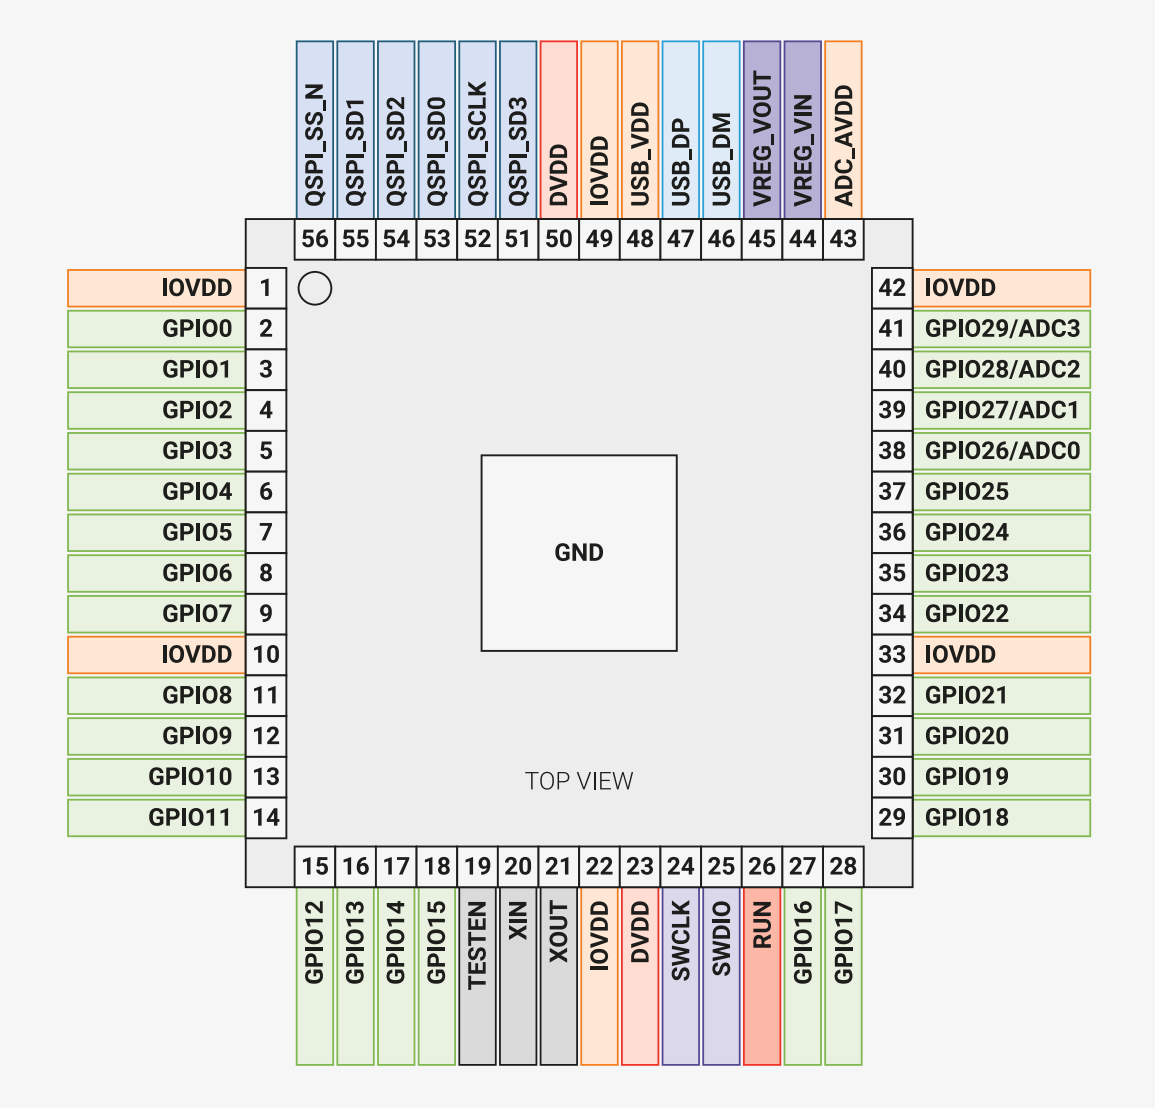 QSPI_SS_N
QSPI_SD1
QSPI_SD2
QSPI_SD0
QSPI_SCLK
QSPI_SD3
DVDD
IOVDD
USB_VDD
USB_DP
USB_DM
VREG_VOUT
VREG_VIN
ADC_AVDD
56 55 54 53 52 51 50 49 48 47 46 45 44 43
IOVDD 1 42 IOVDD
GPIO0 2 41 GPIO29/ADC3
GPIO1 3 40 GPIO28/ADC2
GPIO2 4 39 GPIO27/ADC1
GPIO3 5 38 GPIO26/ADC0
GPIO4 6 37 GPIO25
GPIO5 7 36 GPIO24
GND
GPIO6 8 35 GPIO23
GPIO7 9 34 GPIO22
IOVDD 10 33 IOVDD
GPIO8 11 32 GPIO21
GPIO9 12 31 GPIO20
GPIO10 13 30 GPIO19
TOP VIEW
GPIO11 14 29 GPIO18
15 16 17 18 19 20 21 22 23 24 25 26 27 28
GPIO12
GPIO13
GPIO14
GPIO15
TESTEN
XIN
XOUT
IOVDD
DVDD
SWCLK
SWDIO
RUN
GPIO16
GPIO17